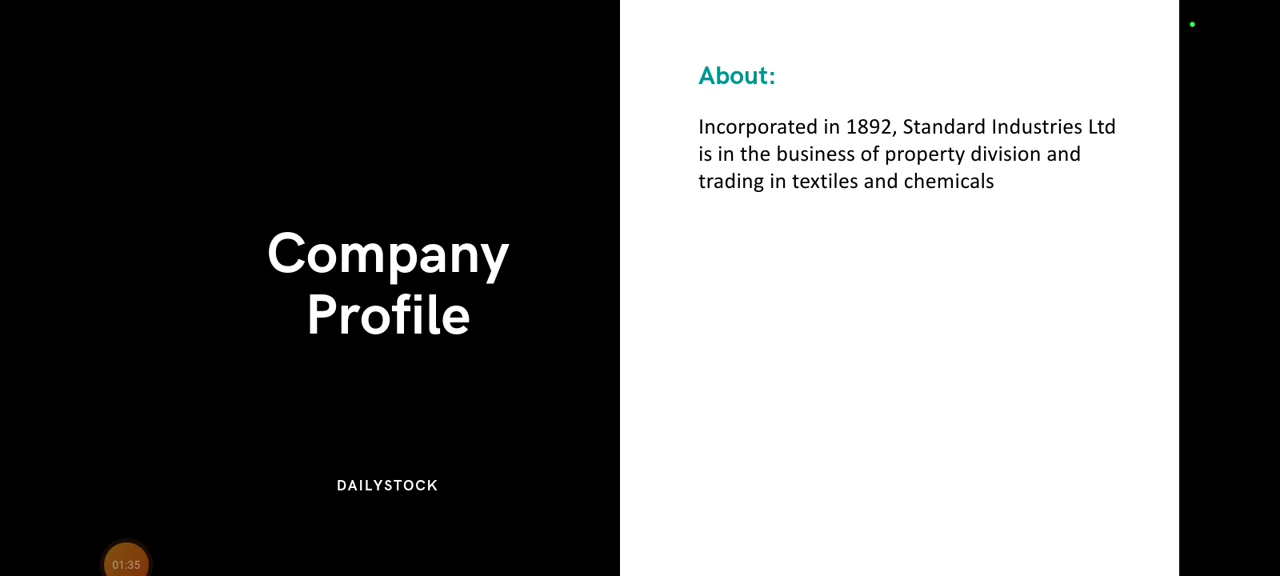 Company
Profile
DAILYSTOCK
01:35
About:
Incorporated in 1892, Standard Industries Ltd
is in the business of property division and
trading in textiles and chemicals